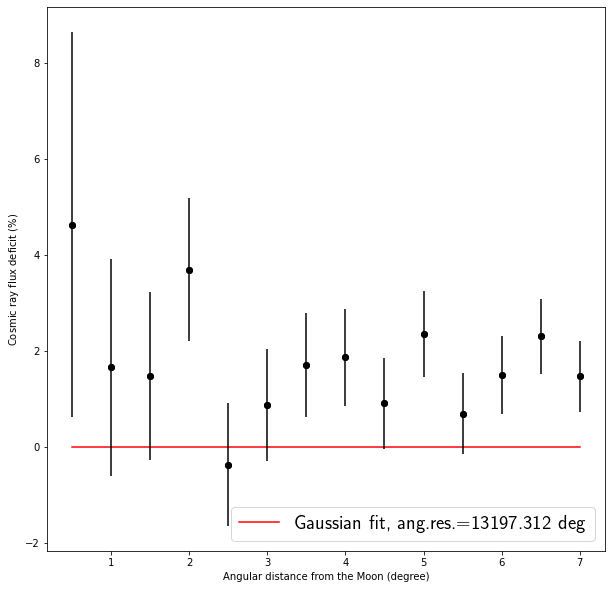 8
6
4
2
0
−2
Cosmic ray flux deficit (%)
Gaussian fit, ang.res.=13197.312 deg
1 2 3 4 5 6 7
Angular distance from the Moon (degree)